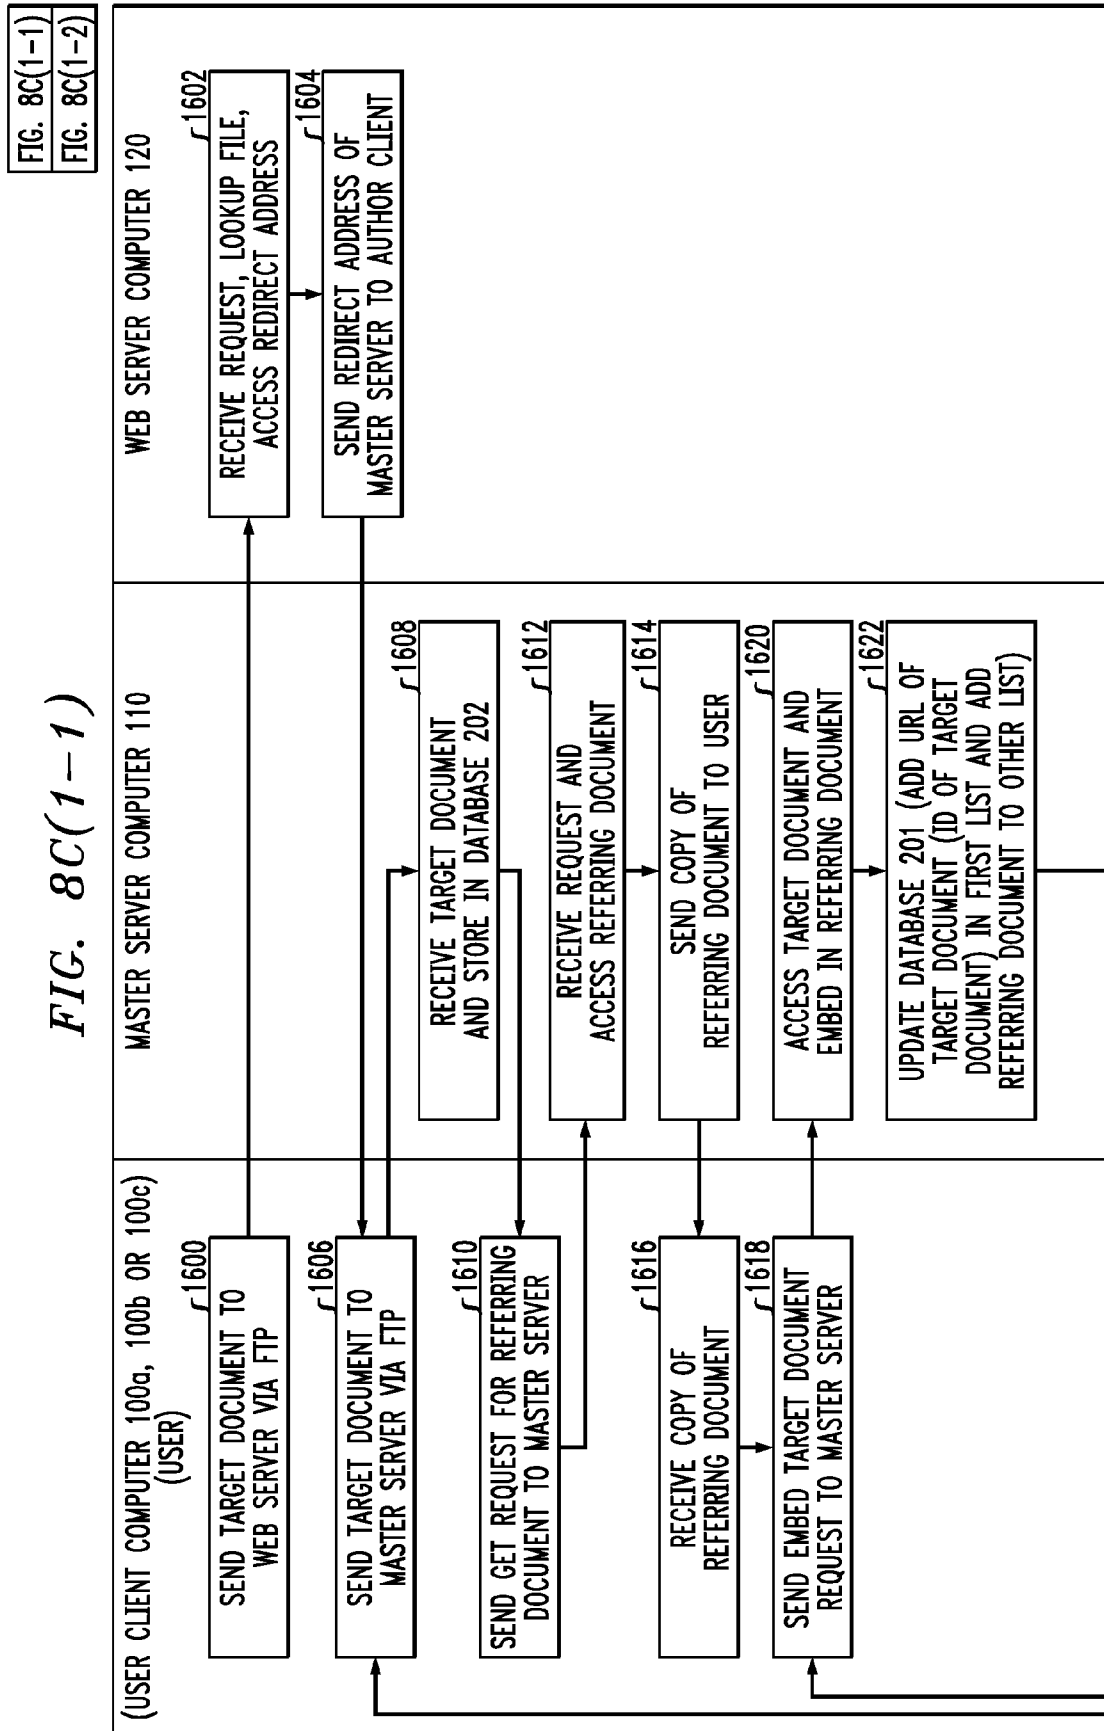 FIG. 8C(1-1)
FIG. 8C(1-1)
FIG. 8C(1-2)
(USER CLIENT COMPUTER 100a, 100b OR 100c)
(USER)
MASTER SERVER COMPUTER 110
WEB SERVER COMPUTER 120
1600
SEND TARGET DOCUMENT TO
WEB SERVER VIA FTP
1602
RECEIVE REQUEST, LOOKUP FILE,
ACCESS REDIRECT ADDRESS
1604
SEND REDIRECT ADDRESS OF
MASTER SERVER TO AUTHOR CLIENT
1606
SEND TARGET DOCUMENT TO
MASTER SERVER VIA FTP
1608
RECEIVE TARGET DOCUMENT
AND STORE IN DATABASE 202
1610
SEND GET REQUEST FOR REFERRING
DOCUMENT TO MASTER SERVER
1612
RECEIVE REQUEST AND
ACCESS REFERRING DOCUMENT
1614
SEND COPY OF
REFERRING DOCUMENT TO USER
1616
RECEIVE COPY OF
REFERRING DOCUMENT
1618
SEND EMBED TARGET DOCUMENT
REQUEST TO MASTER SERVER
1620
ACCESS TARGET DOCUMENT AND
EMBED IN REFERRING DOCUMENT
1622
UPDATE DATABASE 201 (ADD URL OF
TARGET DOCUMENT (ID OF TARGET
DOCUMENT) IN FIRST LIST AND ADD
REFERRING DOCUMENT TO OTHER LIST)